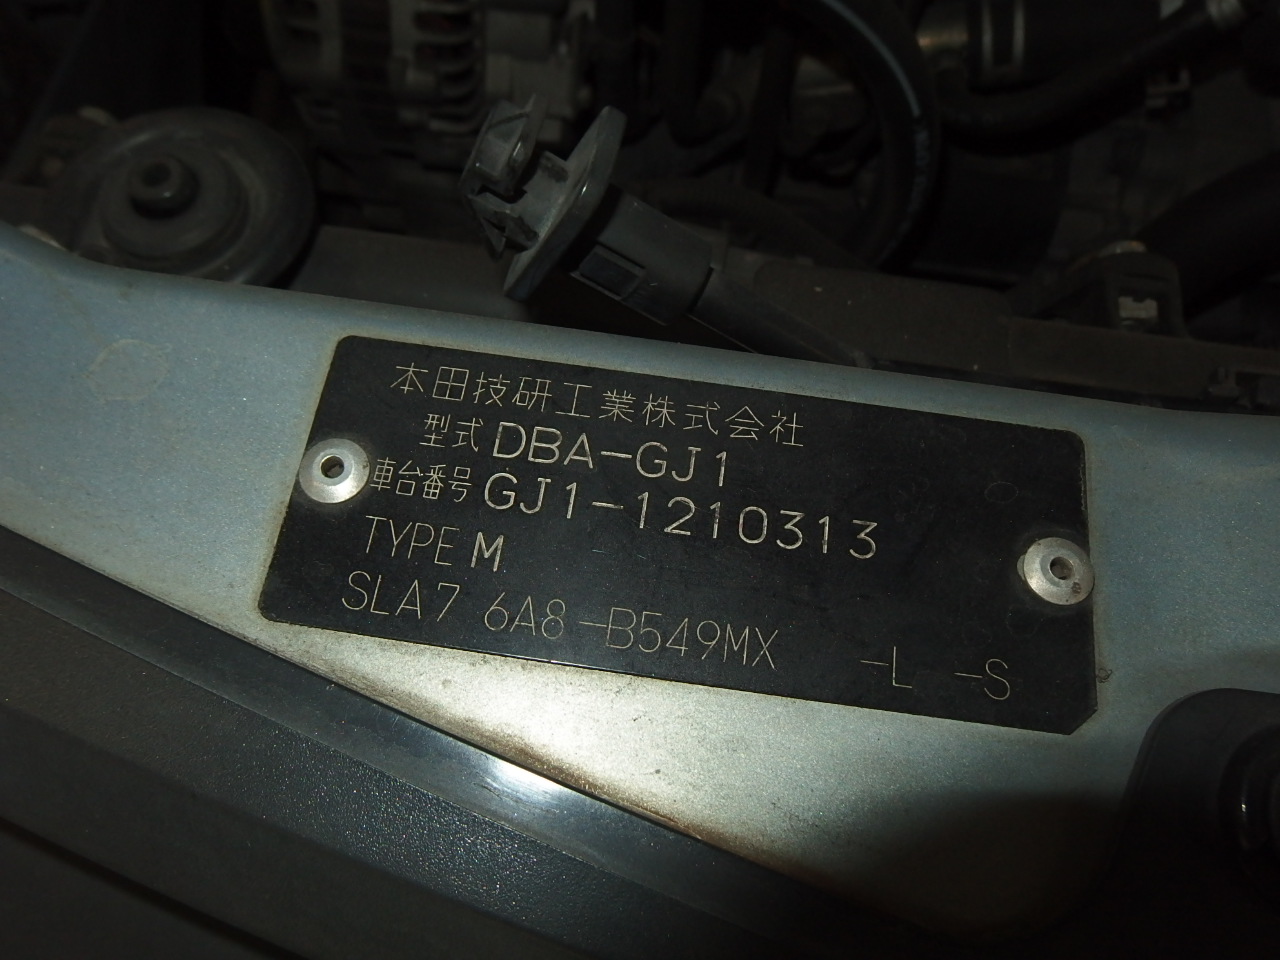 本田技研工業株式会社
型式 DBA-GJ1
車台番号 GJ1-1210313
TYPE M
SLA7 6A8-B549MX -L -S